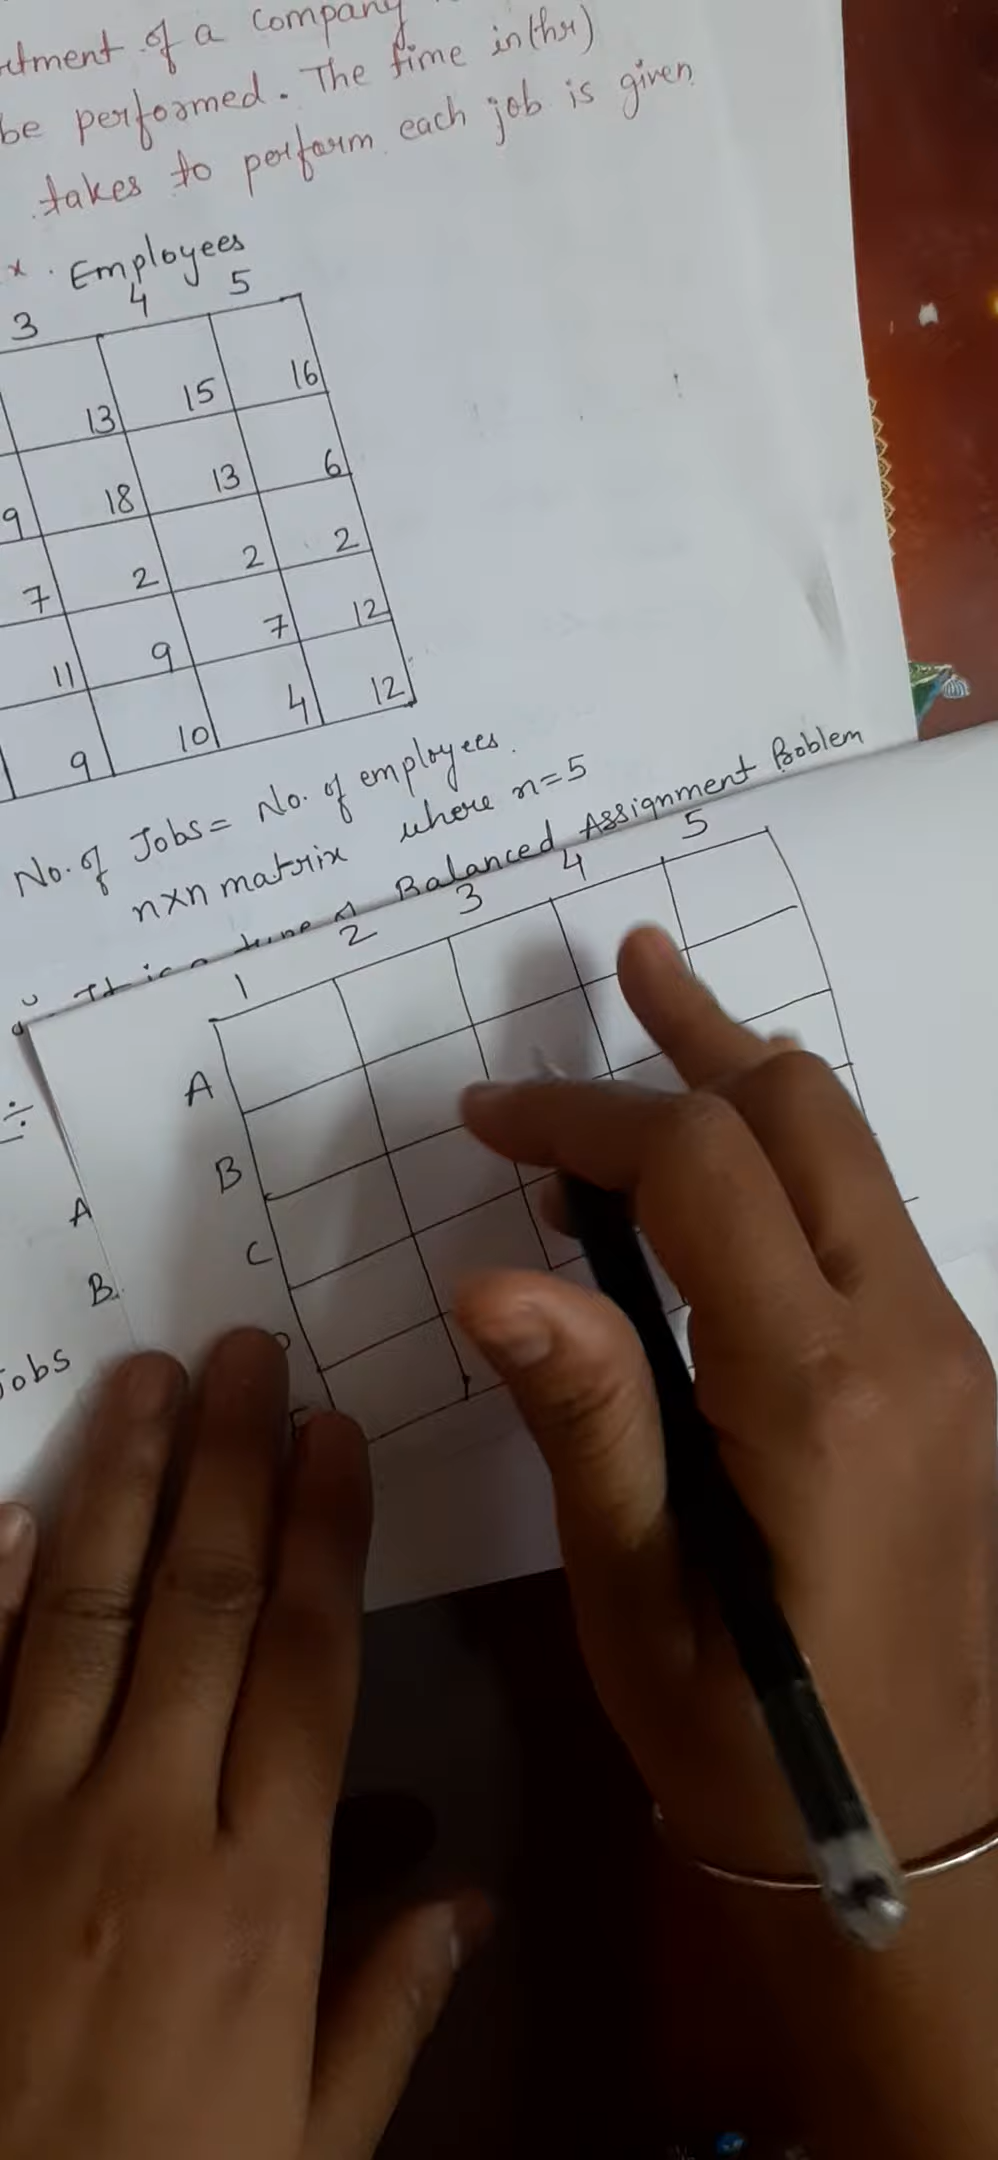 of a company
be performed. The time in (hr)
takes to perform each job is given
x. Employees
3 4 5
13 15 16
9 18 13 6
7 2 2 2
11 9 7 12
9 10 4 12
No. of Jobs = No. of employees.
n×n matrix where n=5
It is a Balanced Assignment Problem
1 2 3 4 5
A
B
C
÷
A
B.
Jobs